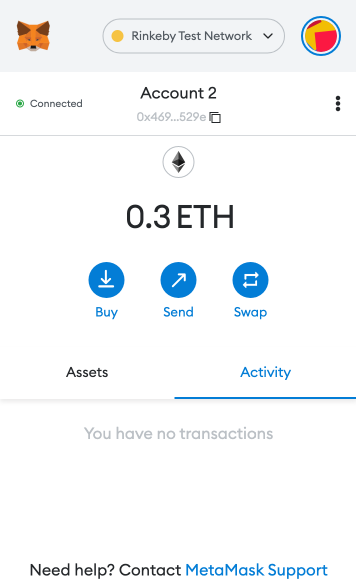 Rinkeby Test Network
Connected
Account 2
0x469...529e
0.3 ETH
Buy
Send
Swap
Assets
Activity
You have no transactions
Need help? Contact MetaMask Support